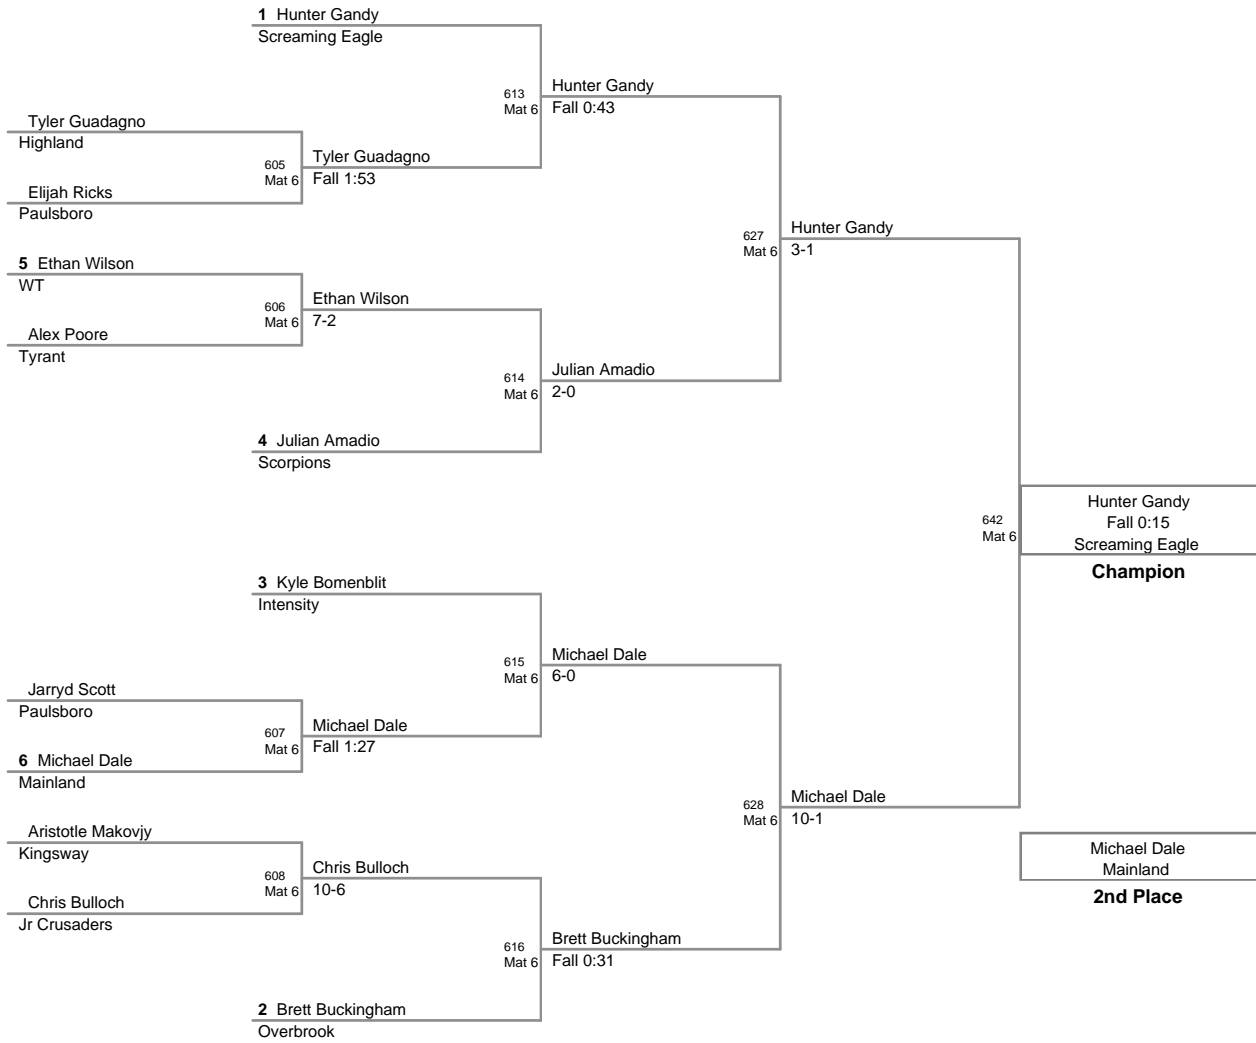 1 Hunter Gandy
Screaming Eagle
613
Mat 6
Hunter Gandy
Fall 0:43
Tyler Guadagno
Highland
605
Mat 6
Tyler Guadagno
Fall 1:53
Elijah Ricks
Paulsboro
627
Mat 6
Hunter Gandy
3-1
5 Ethan Wilson
WT
606
Mat 6
Ethan Wilson
7-2
Alex Poore
Tyrant
614
Mat 6
Julian Amadio
2-0
4 Julian Amadio
Scorpions
642
Mat 6
Hunter Gandy
Fall 0:15
Screaming Eagle
Champion
3 Kyle Bomenblit
Intensity
615
Mat 6
Michael Dale
6-0
Jarryd Scott
Paulsboro
607
Mat 6
Michael Dale
Fall 1:27
6 Michael Dale
Mainland
628
Mat 6
Michael Dale
10-1
Aristotle Makovjy
Kingsway
608
Mat 6
Chris Bulloch
10-6
Chris Bulloch
Jr Crusaders
Michael Dale
Mainland
2nd Place
616
Mat 6
Brett Buckingham
Fall 0:31
2 Brett Buckingham
Overbrook